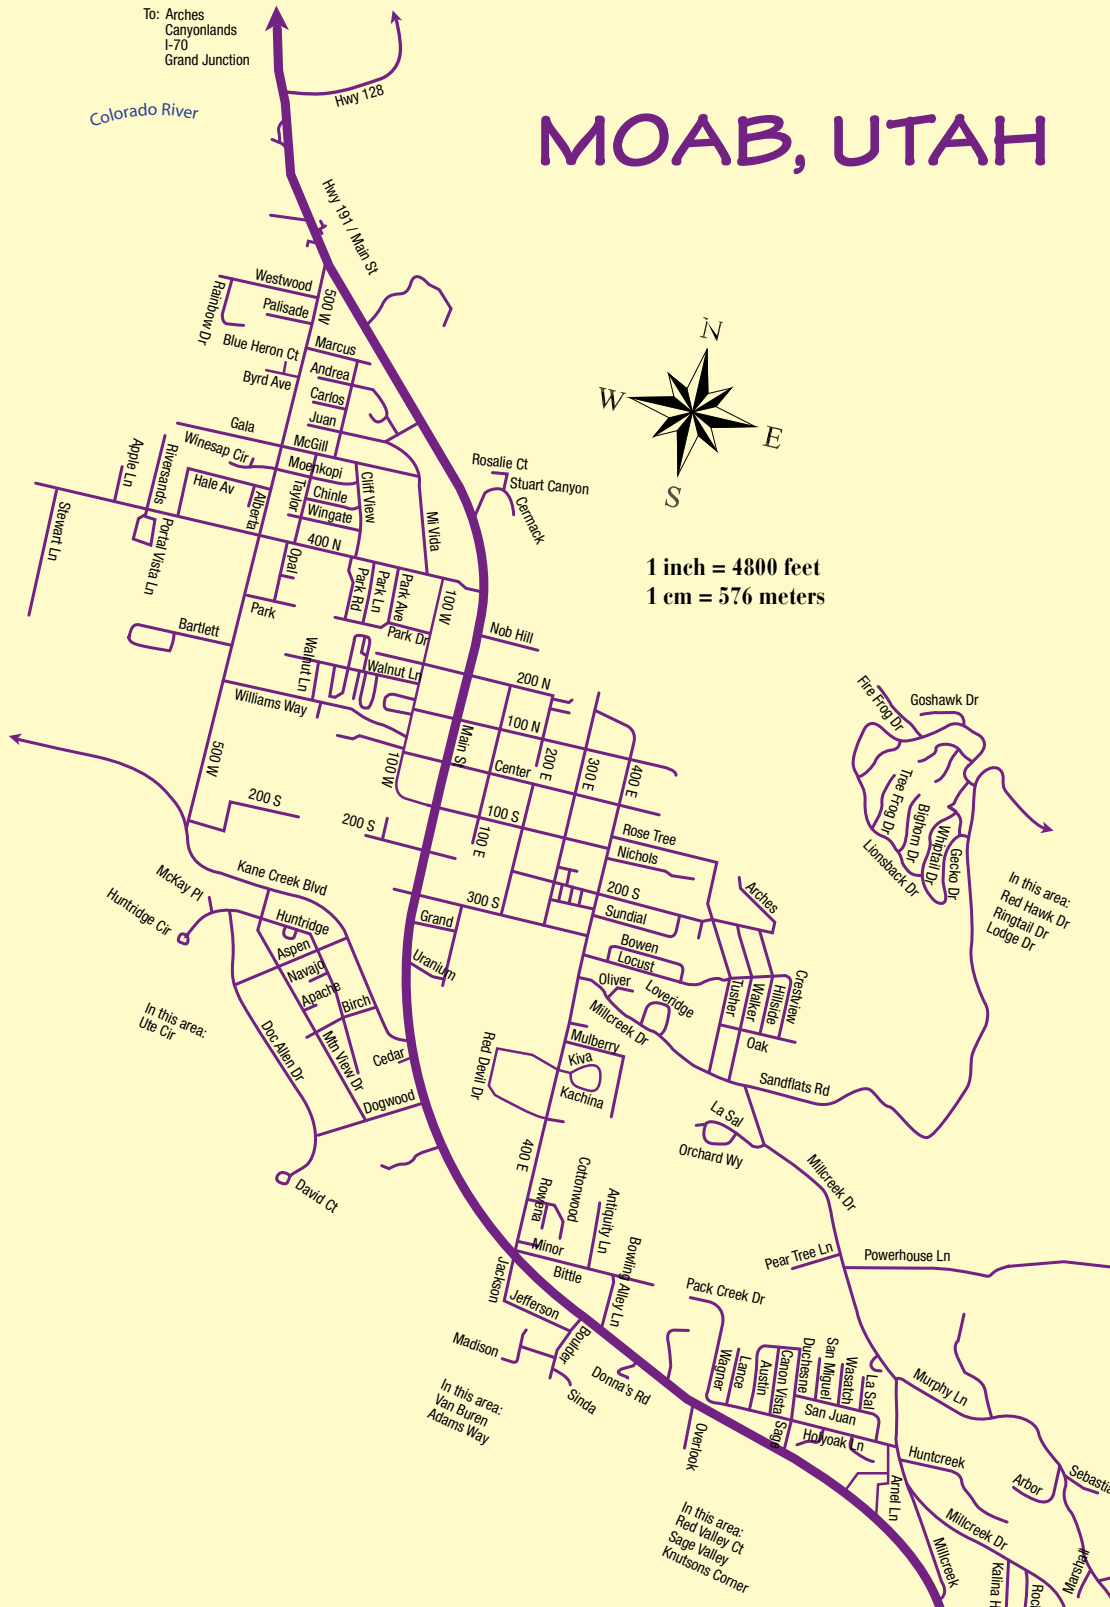 To: Arches
Canyonlands
I-70
Grand Junction
Hwy 128
Colorado River
MOAB, UTAH
Hwy 191 / Main St
Westwood
Rainbow Dr
Palisade
500 W
Blue Heron Ct
Marcus
Byrd Ave
Andrea
Carlos
Juan
N
W
E
S
Gala
McGill
Winesap Cir
Apple Ln
Riversands
Moenkopi
Hale Av
Alberta
Taylor
Chinle
Wingate
Cliff View
Mi Vida
Rosalie Ct
Stuart Canyon
Cermack
Stewart Ln
Portal Vista Ln
400 N
Opal
Park Rd
Park Ln
Park Ave
100 W
1 inch = 4800 feet
1 cm = 576 meters
Park
Bartlett
Park Dr
Nob Hill
Walnut Ln
Walnut Ln
200 N
Williams Way
100 N
Fire Frog Dr
Goshawk Dr
500 W
100 W
Main St
Center
200 E
300 E
400 E
Tree Frog Dr
Bighorn Dr
Whiptail Dr
Gecko Dr
Lionsback Dr
200 S
200 S
100 S
100 E
Rose Tree
Nichols
In this area:
Red Hawk Dr
Ringtail Dr
Lodge Dr
McKay Pl
Kane Creek Blvd
Huntridge Cir
Huntridge
300 S
200 S
Arches
Grand
Sundial
Aspen
Navajo
Apache
Birch
Uranium
Bowen
Locust
Oliver
Loveridge
Tusher
Walker
Hillside
Crestview
In this area:
Ute Cir
Doc Allen Dr
Mtn View Dr
Cedar
Dogwood
Red Devil Dr
Millcreek Dr
Mulberry
Kiva
Kachina
Oak
Sandflats Rd
La Sal
Orchard Wy
David Ct
400 E
Cottonwood
Rowena
Antiquity Ln
Millcreek Dr
Minor
Bittle
Bowling Alley Ln
Pear Tree Ln
Powerhouse Ln
Jackson
Jefferson
Pack Creek Dr
Madison
Boulder
Donna's Rd
Sinda
Wagner
Lance
Austin
Canon Vista
Duchesne
San Miguel
Wasatch
La Sal
Murphy Ln
In this area:
Van Buren
Adams Way
San Juan
Sage
Holyoak Ln
Overlook
Huntcreek
Arnel Ln
Arbor
Sebastia
In this area:
Red Valley Ct
Sage Valley
Knutsons Corner
Millcreek Dr
Millcreek
Kalina H
Roc
Marshall